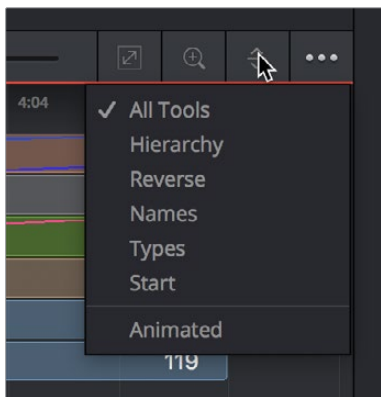 4:04
✓ All Tools
Hierarchy
Reverse
Names
Types
Start
Animated
119